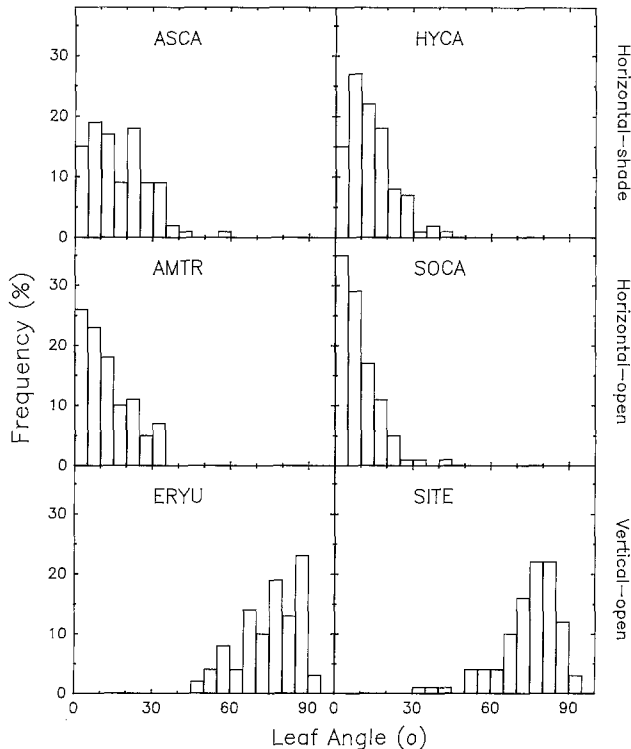 ASCA
HYCA
Horizontal—shade
30
20
10
0
AMTR
SOCA
Horizontal—open
30
20
10
0
Frequency (%)
ERYU
SITE
Vertical—open
30
20
10
0
0 30 60 90 0 30 60 90
Leaf Angle (o)